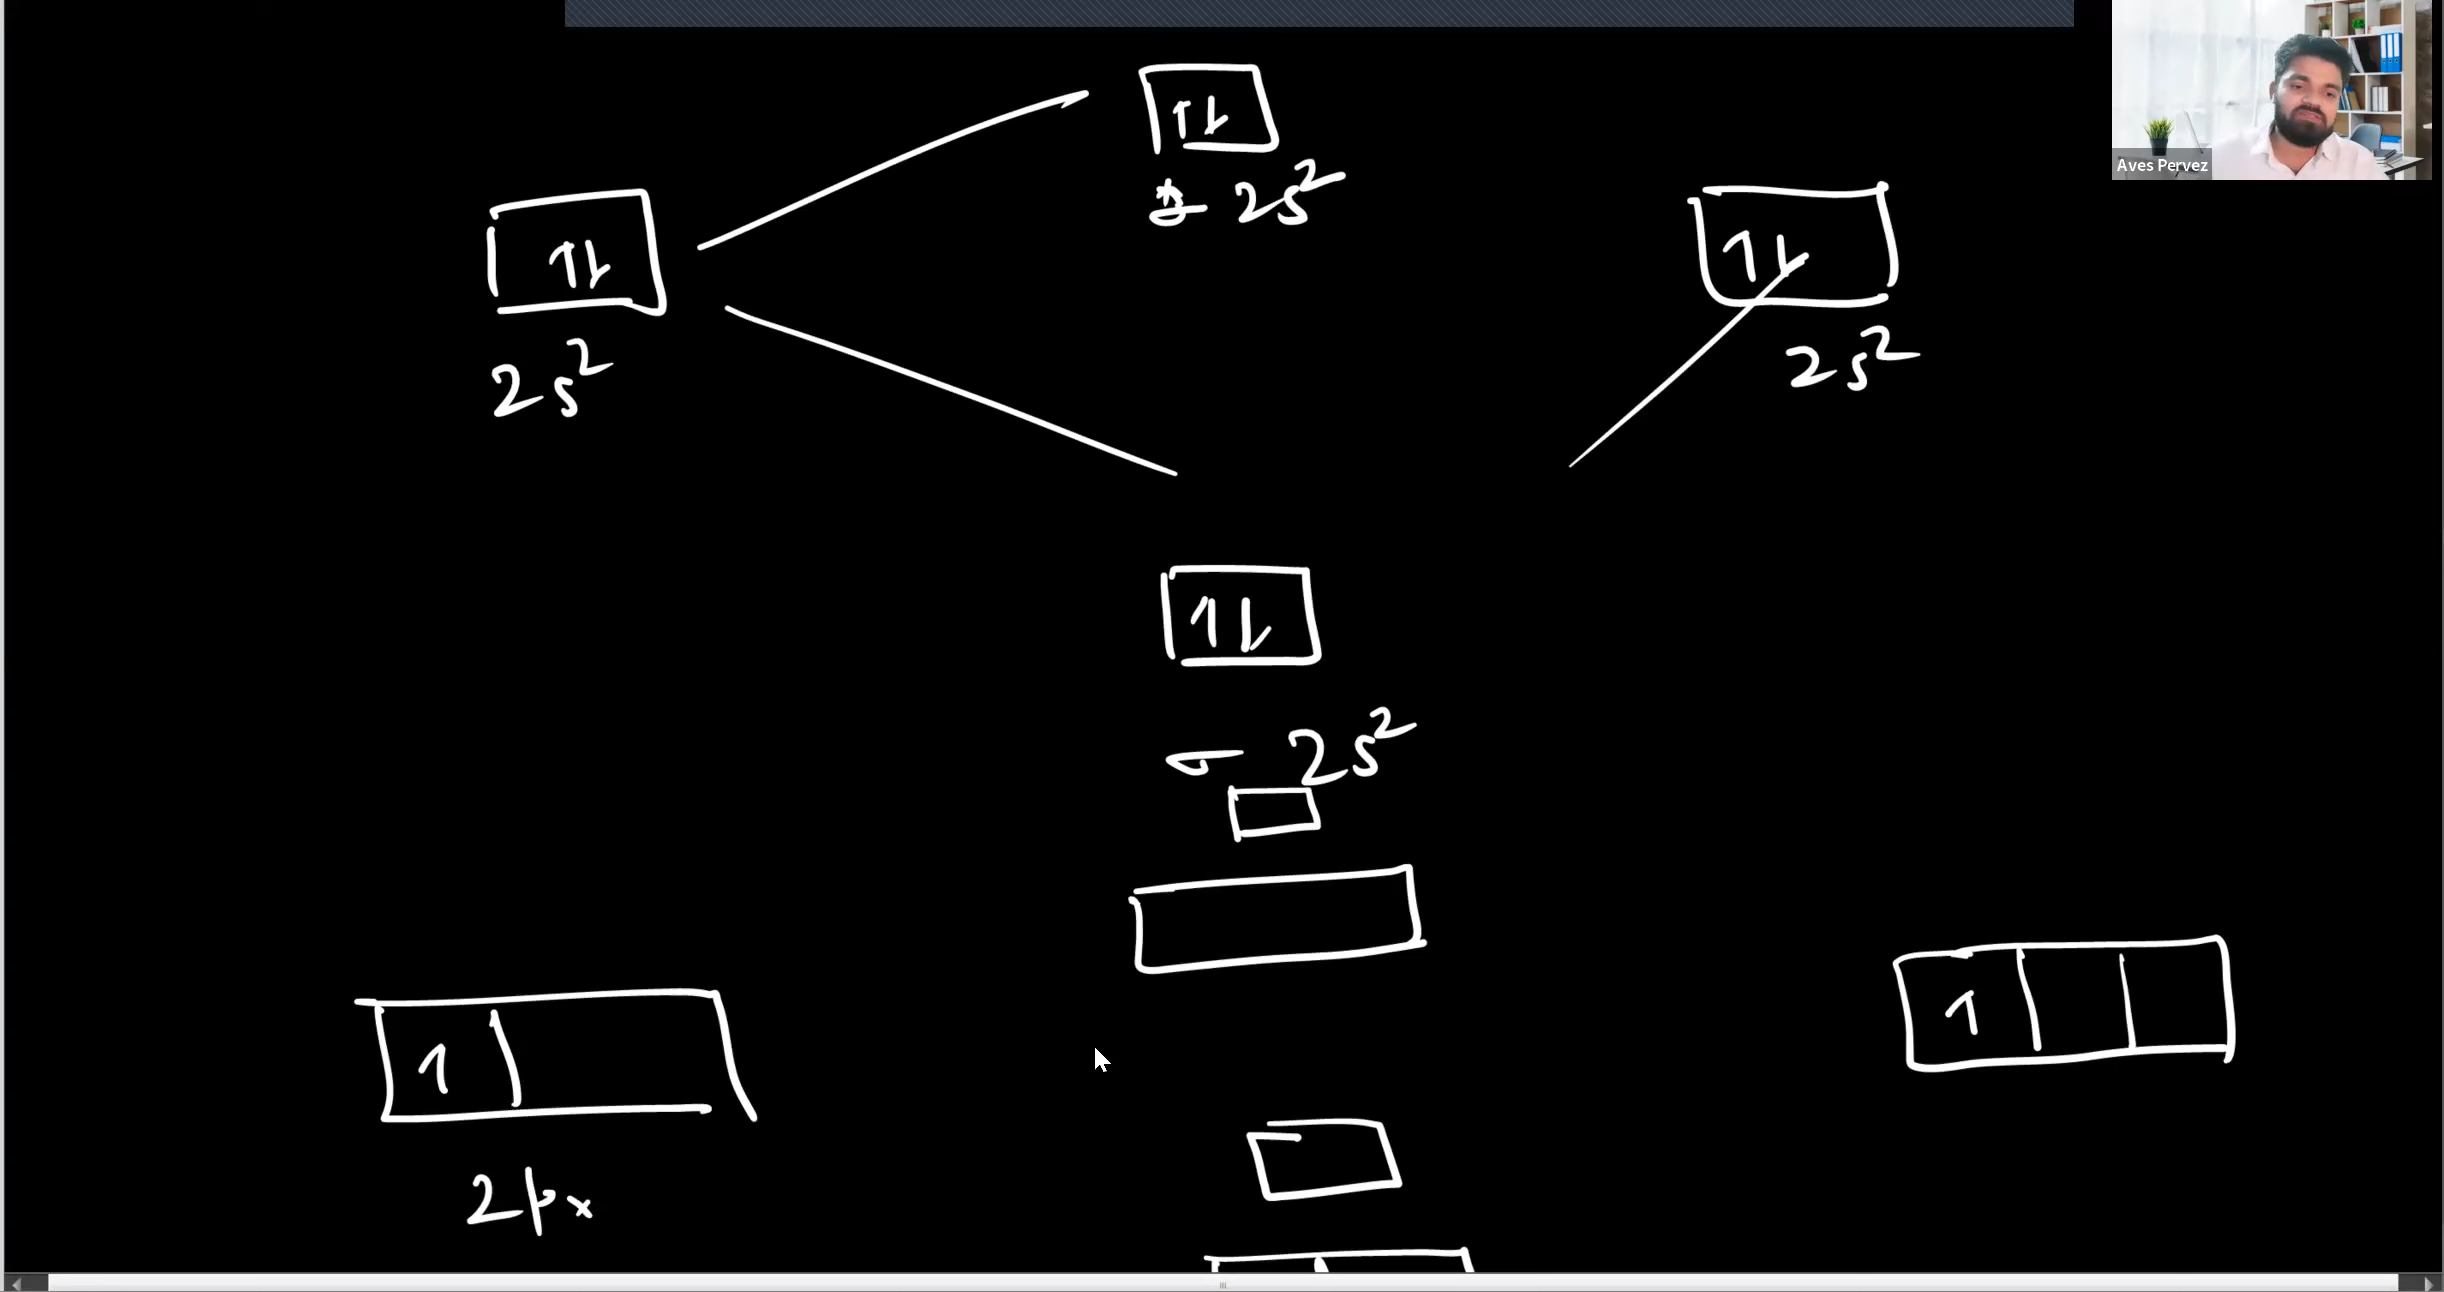 Aves Pervez
↿⇂
σ* 2s²
↿⇂
2s²
↿⇂
2s²
↿⇂
σ 2s²
↿
2px
↿